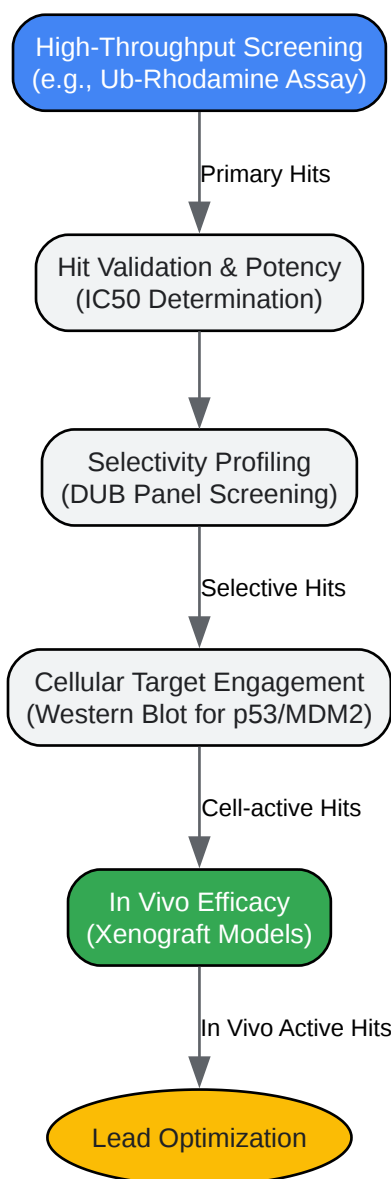 High-Throughput Screening
(e.g., Ub-Rhodamine Assay)
Primary Hits
Hit Validation & Potency
(IC50 Determination)
Selectivity Profiling
(DUB Panel Screening)
Selective Hits
Cellular Target Engagement
(Western Blot for p53/MDM2)
Cell-active Hits
In Vivo Efficacy
(Xenograft Models)
In Vivo Active Hits
Lead Optimization